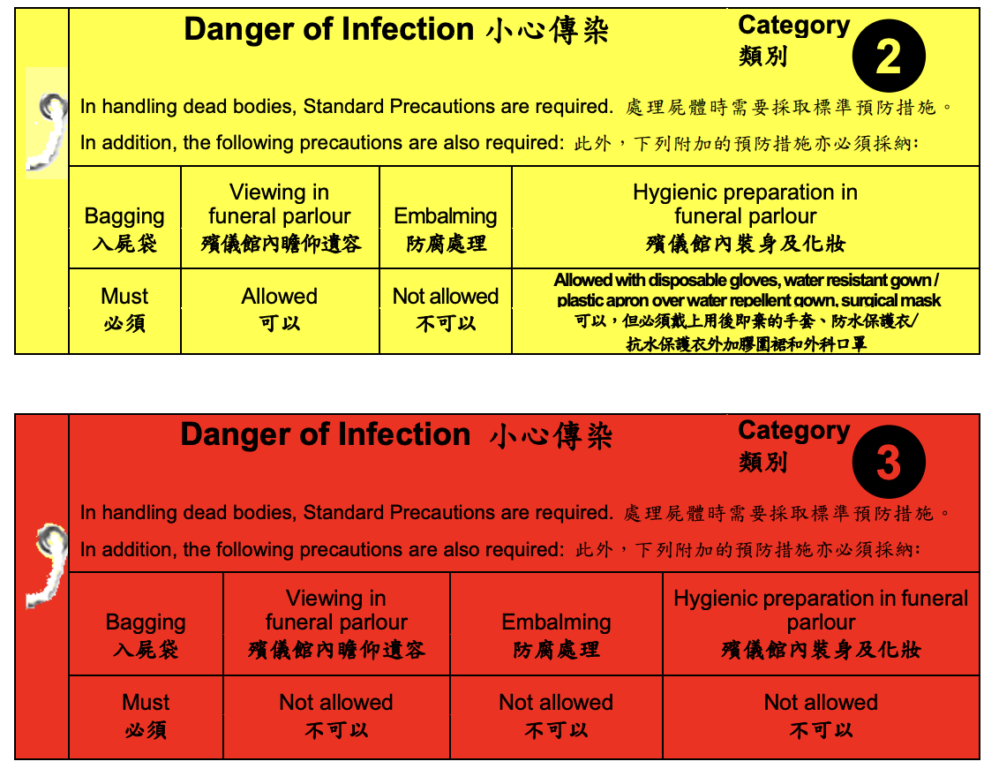 Danger of Infection 小心傳染
Category
類別
2
In handling dead bodies, Standard Precautions are required. 處理屍體時需要採取標準預防措施。
In addition, the following precautions are also required: 此外，下列附加的預防措施亦必須採納:
Bagging
入屍袋
Viewing in
funeral parlour
殯儀館內瞻仰遺容
Embalming
防腐處理
Hygienic preparation in
funeral parlour
殯儀館內裝身及化妝
Must
必須
Allowed
可以
Not allowed
不可以
Allowed with disposable gloves, water resistant gown /
plastic apron over water repellent gown, surgical mask
可以，但必須戴上用後即棄的手套、防水保護衣/
抗水保護衣外加膠圍裙和外科口罩
Danger of Infection 小心傳染
Category
類別
3
In handling dead bodies, Standard Precautions are required. 處理屍體時需要採取標準預防措施。
In addition, the following precautions are also required: 此外，下列附加的預防措施亦必須採納:
Bagging
入屍袋
Viewing in
funeral parlour
殯儀館內瞻仰遺容
Embalming
防腐處理
Hygienic preparation in funeral
parlour
殯儀館內裝身及化妝
Must
必須
Not allowed
不可以
Not allowed
不可以
Not allowed
不可以